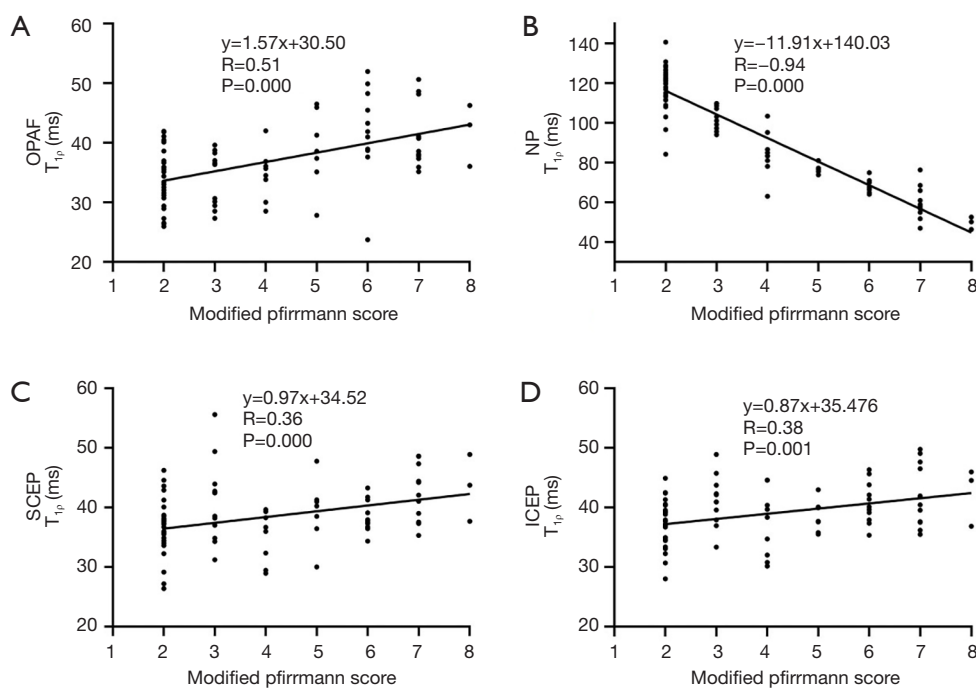 A
60
50
40
30
20
OPAF
T1ρ (ms)
y=1.57x+30.50
R=0.51
P=0.000
1 2 3 4 5 6 7 8
Modified pfirrmann score
B
140
120
100
80
60
40
NP
T1ρ (ms)
y=−11.91x+140.03
R=−0.94
P=0.000
1 2 3 4 5 6 7 8
Modified pfirrmann score
C
60
50
40
30
20
SCEP
T1ρ (ms)
y=0.97x+34.52
R=0.36
P=0.000
1 2 3 4 5 6 7 8
Modified pfirrmann score
D
60
50
40
30
20
ICEP
T1ρ (ms)
y=0.87x+35.476
R=0.38
P=0.001
1 2 3 4 5 6 7 8
Modified pfirrmann score